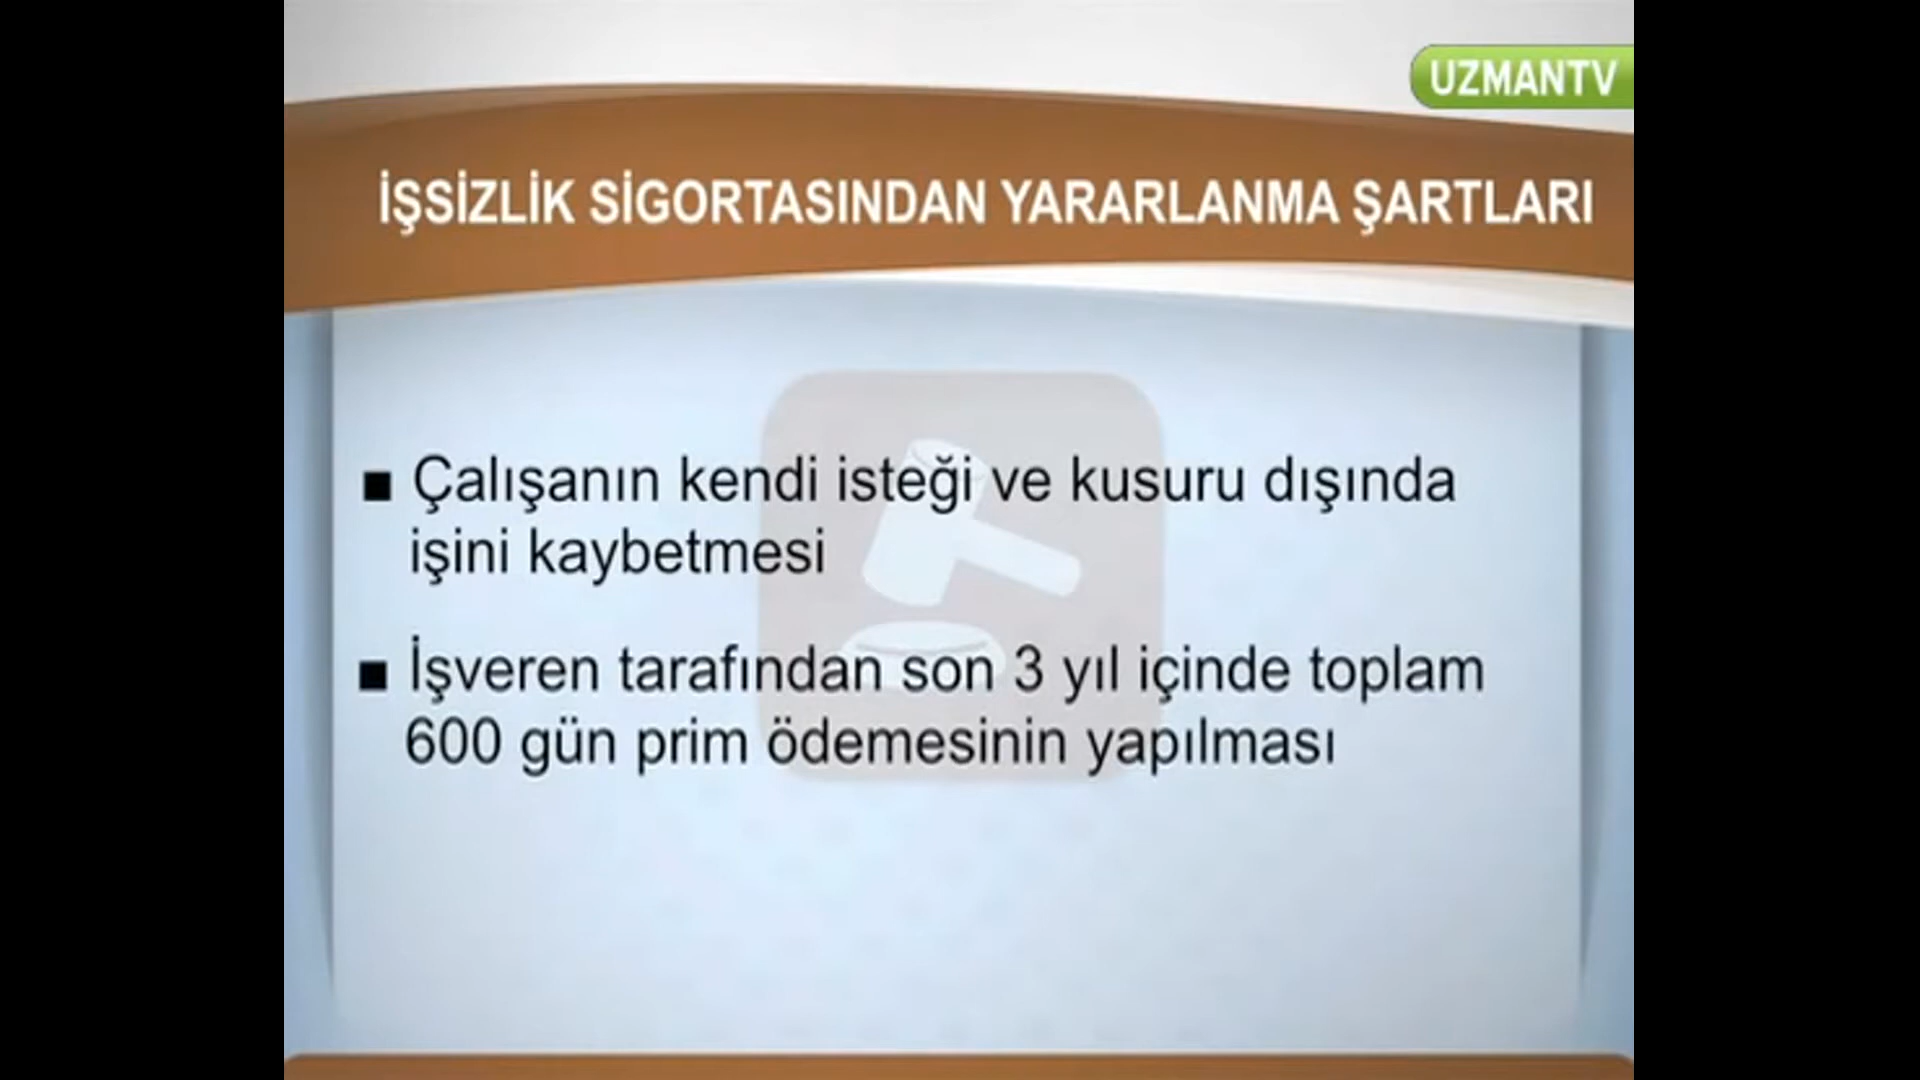 UZMANTV
İŞSİZLİK SİGORTASINDAN YARARLANMA ŞARTLARI
▪ Çalışanın kendi isteği ve kusuru dışında
işini kaybetmesi
▪ İşveren tarafından son 3 yıl içinde toplam
600 gün prim ödemesinin yapılması